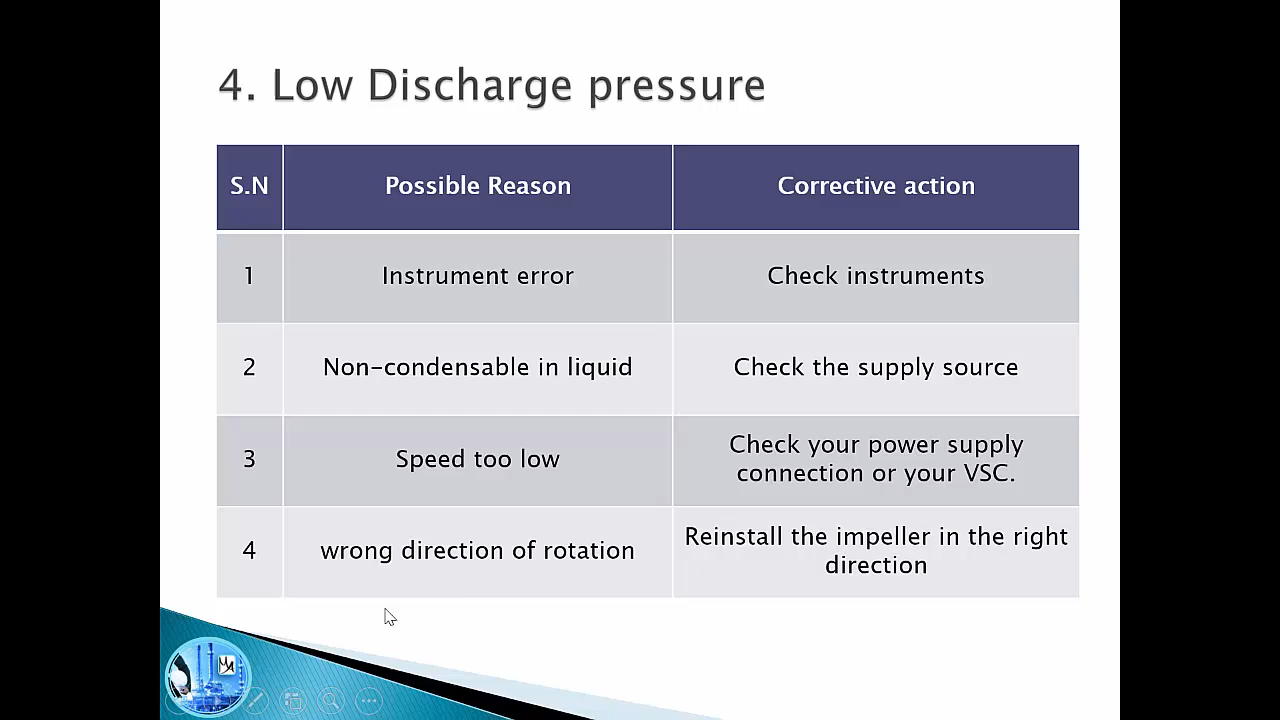 4. Low Discharge pressure
S.N
Possible Reason
Corrective action
1
Instrument error
Check instruments
2
Non-condensable in liquid
Check the supply source
3
Speed too low
Check your power supply
connection or your VSC.
4
wrong direction of rotation
Reinstall the impeller in the right
direction